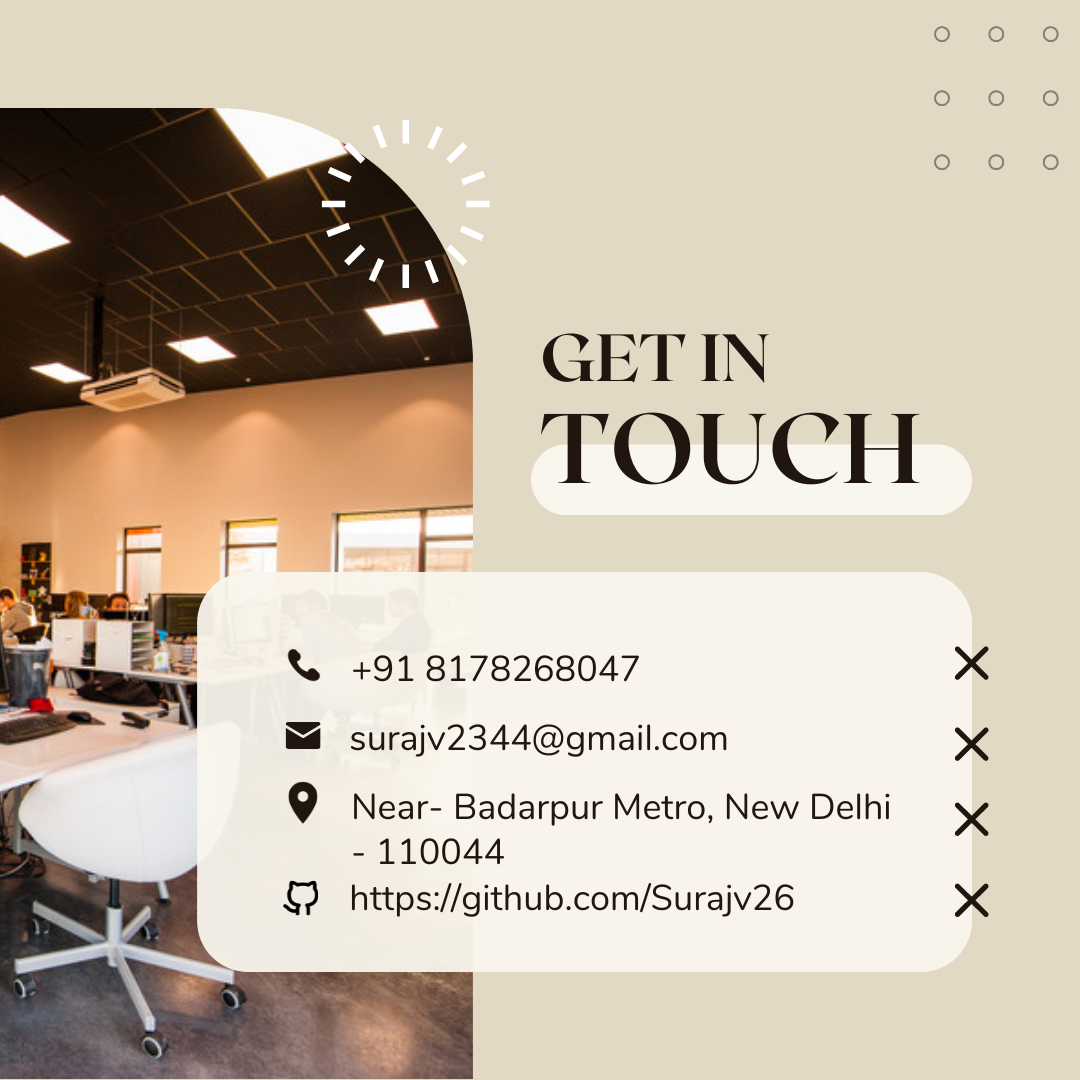 GET IN
TOUCH
+91 8178268047
surajv2344@gmail.com
Near- Badarpur Metro, New Delhi
- 110044
https://github.com/Surajv26